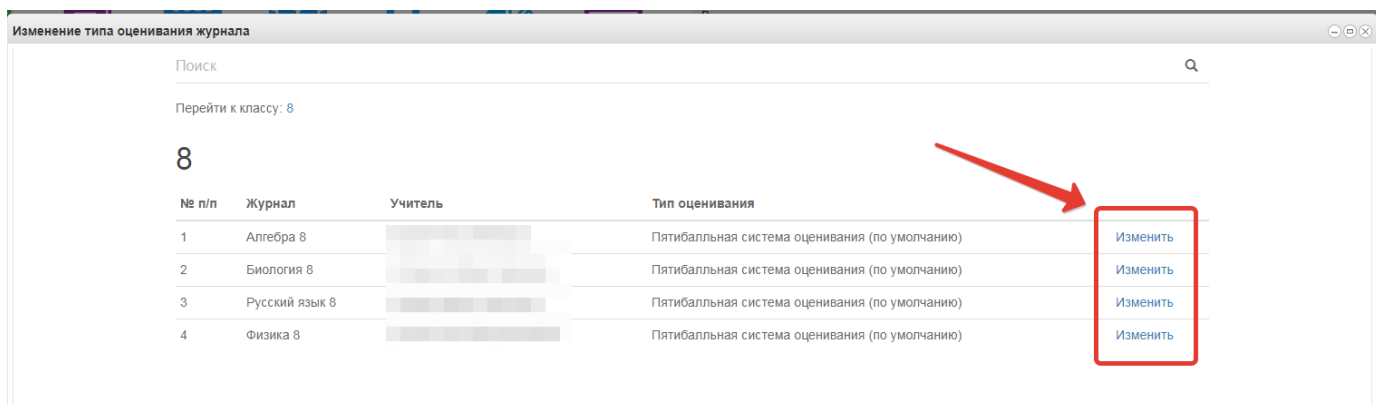 Изменение типа оценивания журнала
Поиск
Перейти к классу: 8
8
№ п/п Журнал Учитель Тип оценивания
1 Алгебра 8 Пятибалльная система оценивания (по умолчанию) Изменить
2 Биология 8 Пятибалльная система оценивания (по умолчанию) Изменить
3 Русский язык 8 Пятибалльная система оценивания (по умолчанию) Изменить
4 Физика 8 Пятибалльная система оценивания (по умолчанию) Изменить